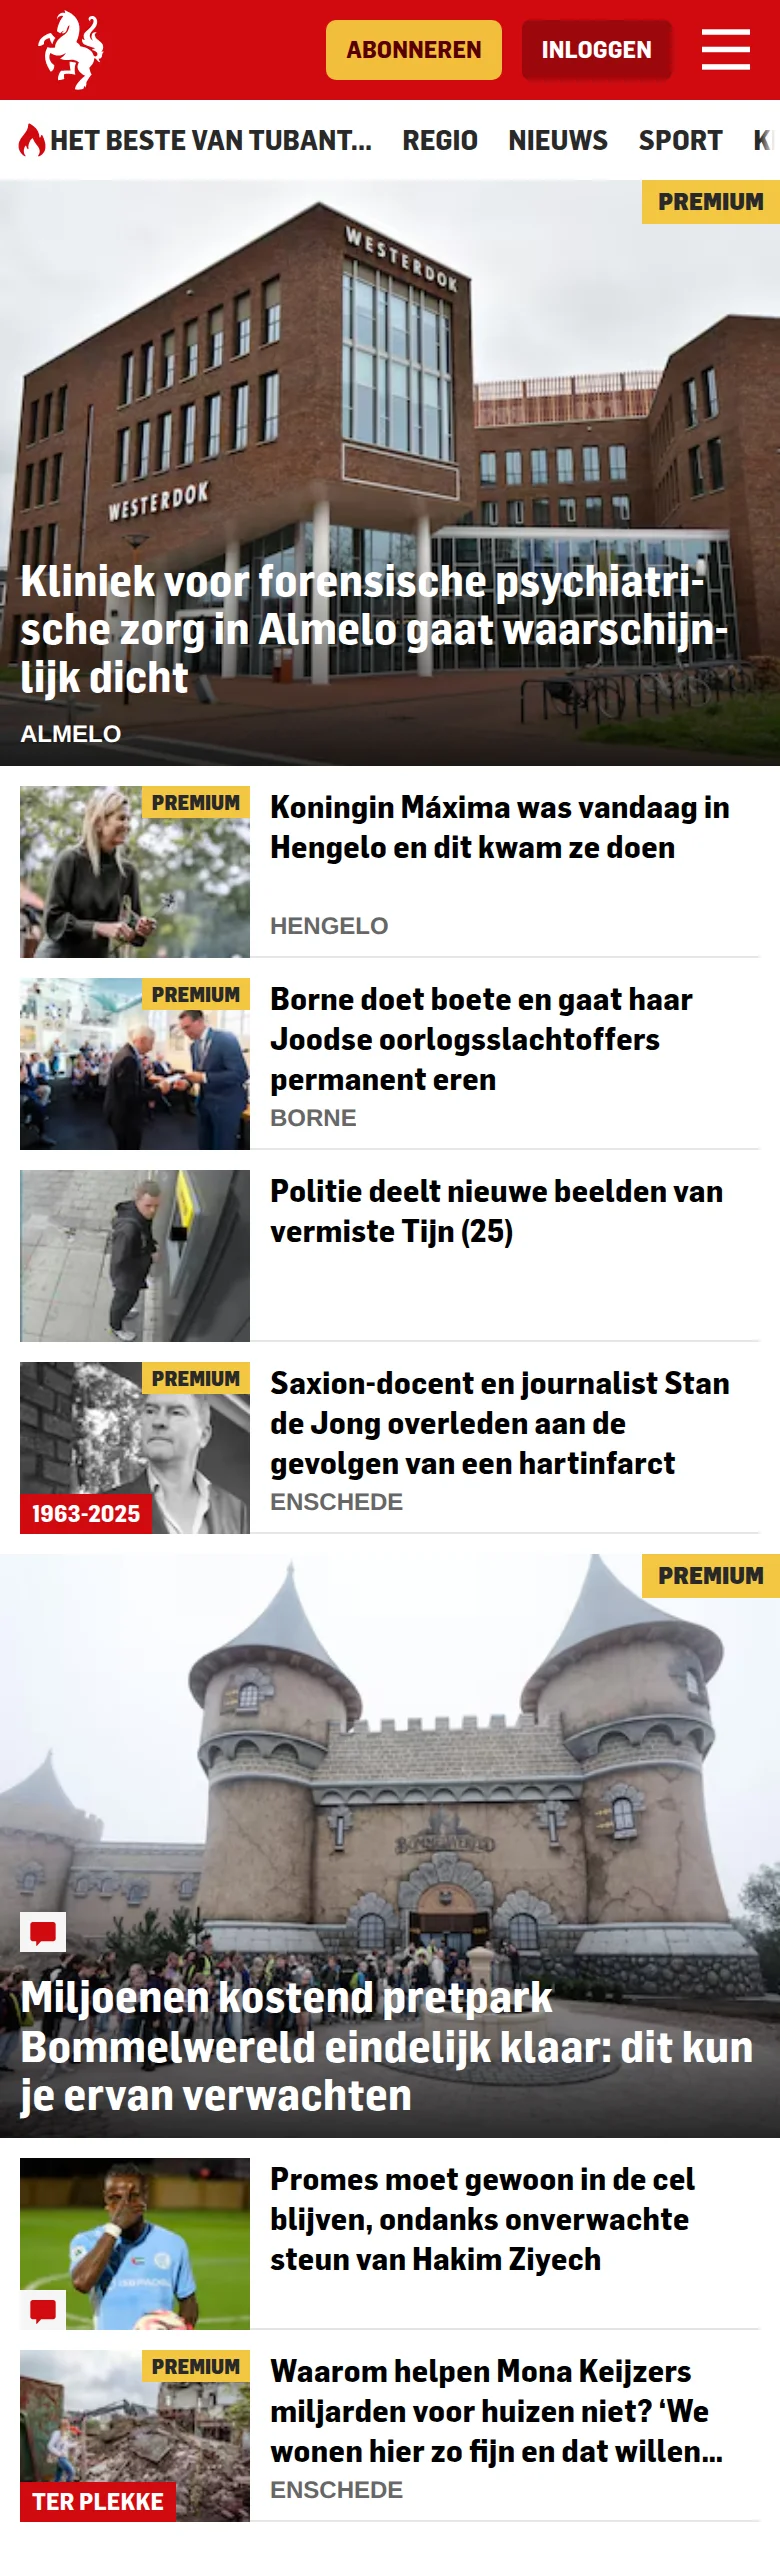 ABONNEREN
INLOGGEN
HET BESTE VAN TUBANT...
REGIO
NIEUWS
SPORT
PREMIUM
WESTERDOK
WESTERDOK
Kliniek voor forensische psychiatri-
sche zorg in Almelo gaat waarschijn-
lijk dicht
ALMELO
PREMIUM
Koningin Máxima was vandaag in
Hengelo en dit kwam ze doen
HENGELO
PREMIUM
Borne doet boete en gaat haar
Joodse oorlogsslachtoffers
permanent eren
BORNE
Politie deelt nieuwe beelden van
vermiste Tijn (25)
PREMIUM
1963-2025
Saxion-docent en journalist Stan
de Jong overleden aan de
gevolgen van een hartinfarct
ENSCHEDE
PREMIUM
BOMMELWERELD
Miljoenen kostend pretpark
Bommelwereld eindelijk klaar: dit kun
je ervan verwachten
Promes moet gewoon in de cel
blijven, ondanks onverwachte
steun van Hakim Ziyech
PREMIUM
TER PLEKKE
Waarom helpen Mona Keijzers
miljarden voor huizen niet? ‘We
wonen hier zo fijn en dat willen...
ENSCHEDE